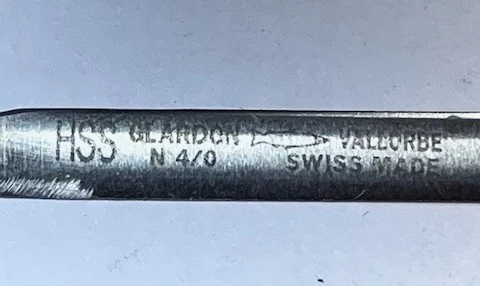 HSS GLARDON VALLORBE
N 4/0 SWISS MADE